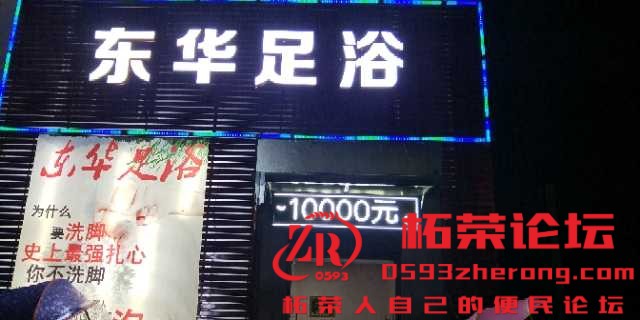 东华足浴
东华足浴
为什么
要洗脚
史上最强扎心
你不洗脚
泡
-10000元
ZR
0593
柘荣论坛
0593zherong.com
柘荣人自己的便民论坛